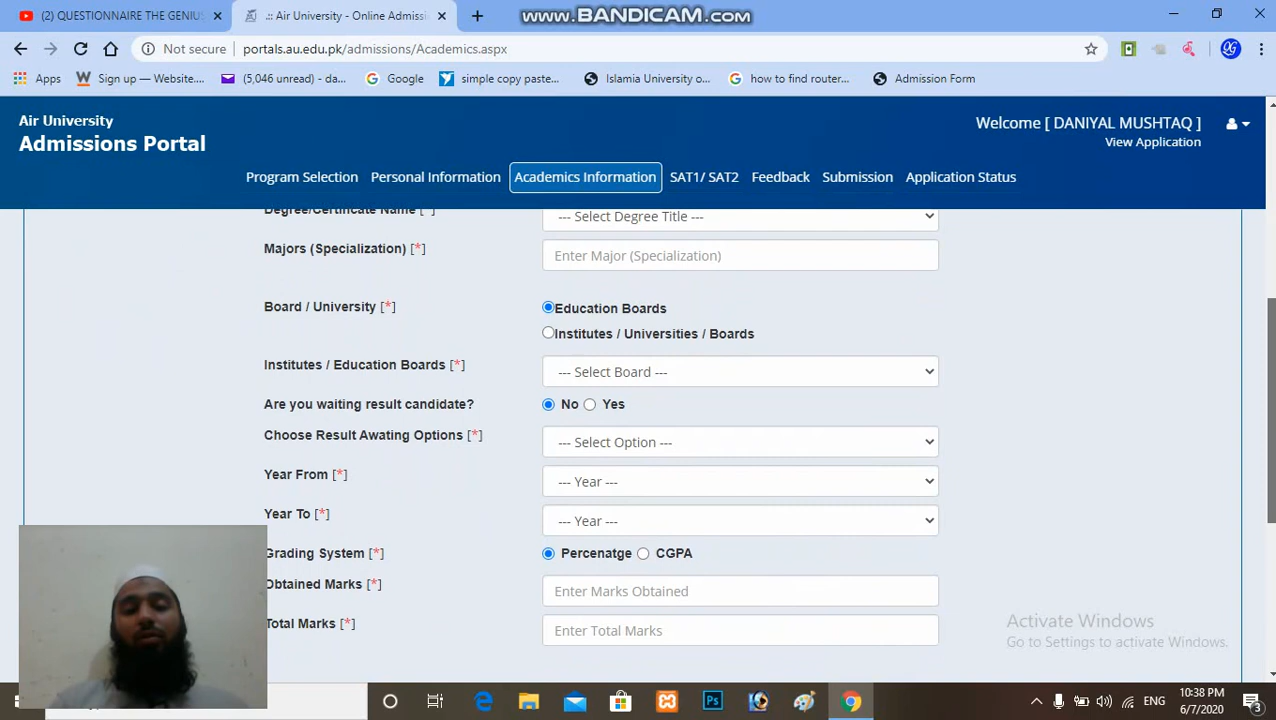 (2) QUESTIONNAIRE THE GENIUS
.:: Air University - Online Admissi
www.BANDICAM.com
Not secure
portals.au.edu.pk/admissions/Academics.aspx
Apps
Sign up — Website....
(5,046 unread) - da...
Google
simple copy paste...
Islamia University o...
how to find router...
Admission Form
Air University
Admissions Portal
Welcome [ DANIYAL MUSHTAQ ]
View Application
Program Selection
Personal Information
Academics Information
SAT1/ SAT2
Feedback
Submission
Application Status
Degree/Certificate Name [*]
--- Select Degree Title ---
Majors (Specialization) [*]
Enter Major (Specialization)
Board / University [*]
Education Boards
Institutes / Universities / Boards
Institutes / Education Boards [*]
--- Select Board ---
Are you waiting result candidate?
No
Yes
Choose Result Awating Options [*]
--- Select Option ---
Year From [*]
--- Year ---
Year To [*]
--- Year ---
Grading System [*]
Percenatge
CGPA
Obtained Marks [*]
Enter Marks Obtained
Total Marks [*]
Enter Total Marks
Activate Windows
Go to Settings to activate Windows.
Ps
ENG
10:38 PM
6/7/2020
3